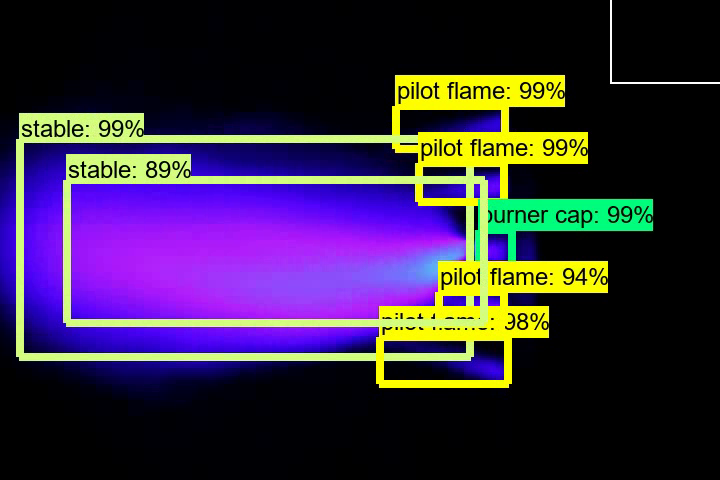 pilot flame: 99%
stable: 99%
pilot flame: 99%
stable: 89%
burner cap: 99%
pilot flame: 94%
pilot flame: 98%